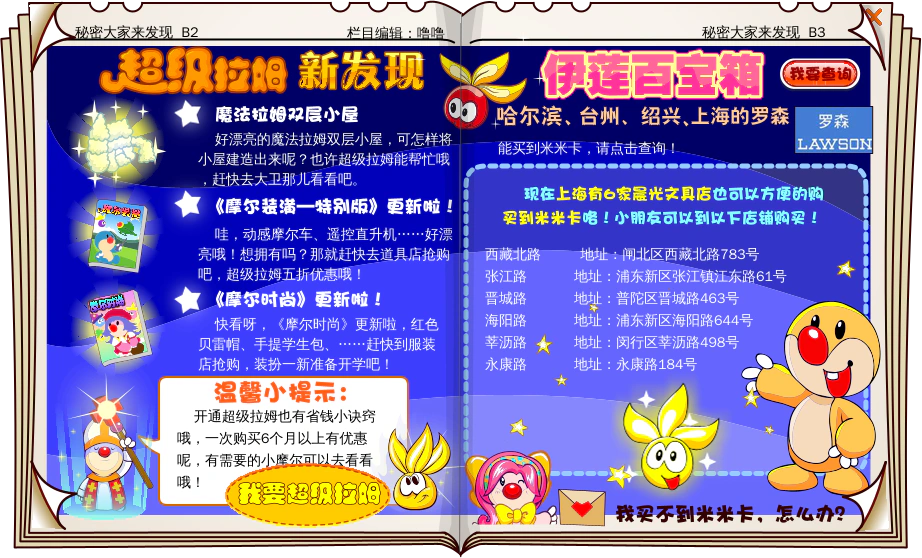 秘密大家来发现 B2
栏目编辑：噜噜
超级拉姆 新发现
魔法拉姆双层小屋
好漂亮的魔法拉姆双层小屋，可怎样将
小屋建造出来呢？也许超级拉姆能帮忙哦
，赶快去大卫那儿看看吧。
《摩尔装潢—特别版》更新啦！
哇，动感摩尔车、遥控直升机……好漂
亮哦！想拥有吗？那就赶快去道具店抢购
吧，超级拉姆五折优惠哦！
《摩尔时尚》更新啦！
快看呀，《摩尔时尚》更新啦，红色
贝雷帽、手提学生包、……赶快到服装
店抢购，装扮一新准备开学吧！
温馨小提示：
开通超级拉姆也有省钱小诀窍
哦，一次购买6个月以上有优惠
呢，有需要的小摩尔可以去看看
哦！
我要超级拉姆
秘密大家来发现 B3
伊莲百宝箱
我要查询
哈尔滨、台州、绍兴、上海的罗森
罗森
LAWSON
能买到米米卡，请点击查询！
现在上海有6家晨光文具店也可以方便的购
买到米米卡咯！小朋友可以到以下店铺购买！
西藏北路 地址：闸北区西藏北路783号
张江路 地址：浦东新区张江镇江东路61号
晋城路 地址：普陀区晋城路463号
海阳路 地址：浦东新区海阳路644号
莘沥路 地址：闵行区莘沥路498号
永康路 地址：永康路184号
我买不到米米卡，怎么办？